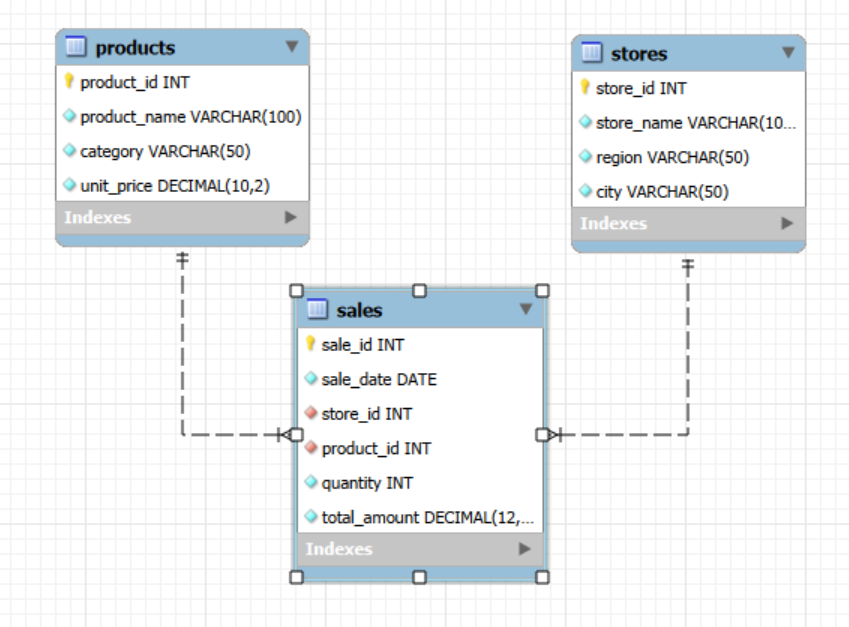 products
product_id INT
product_name VARCHAR(100)
category VARCHAR(50)
unit_price DECIMAL(10,2)
Indexes
stores
store_id INT
store_name VARCHAR(10...
region VARCHAR(50)
city VARCHAR(50)
Indexes
sales
sale_id INT
sale_date DATE
store_id INT
product_id INT
quantity INT
total_amount DECIMAL(12,...
Indexes